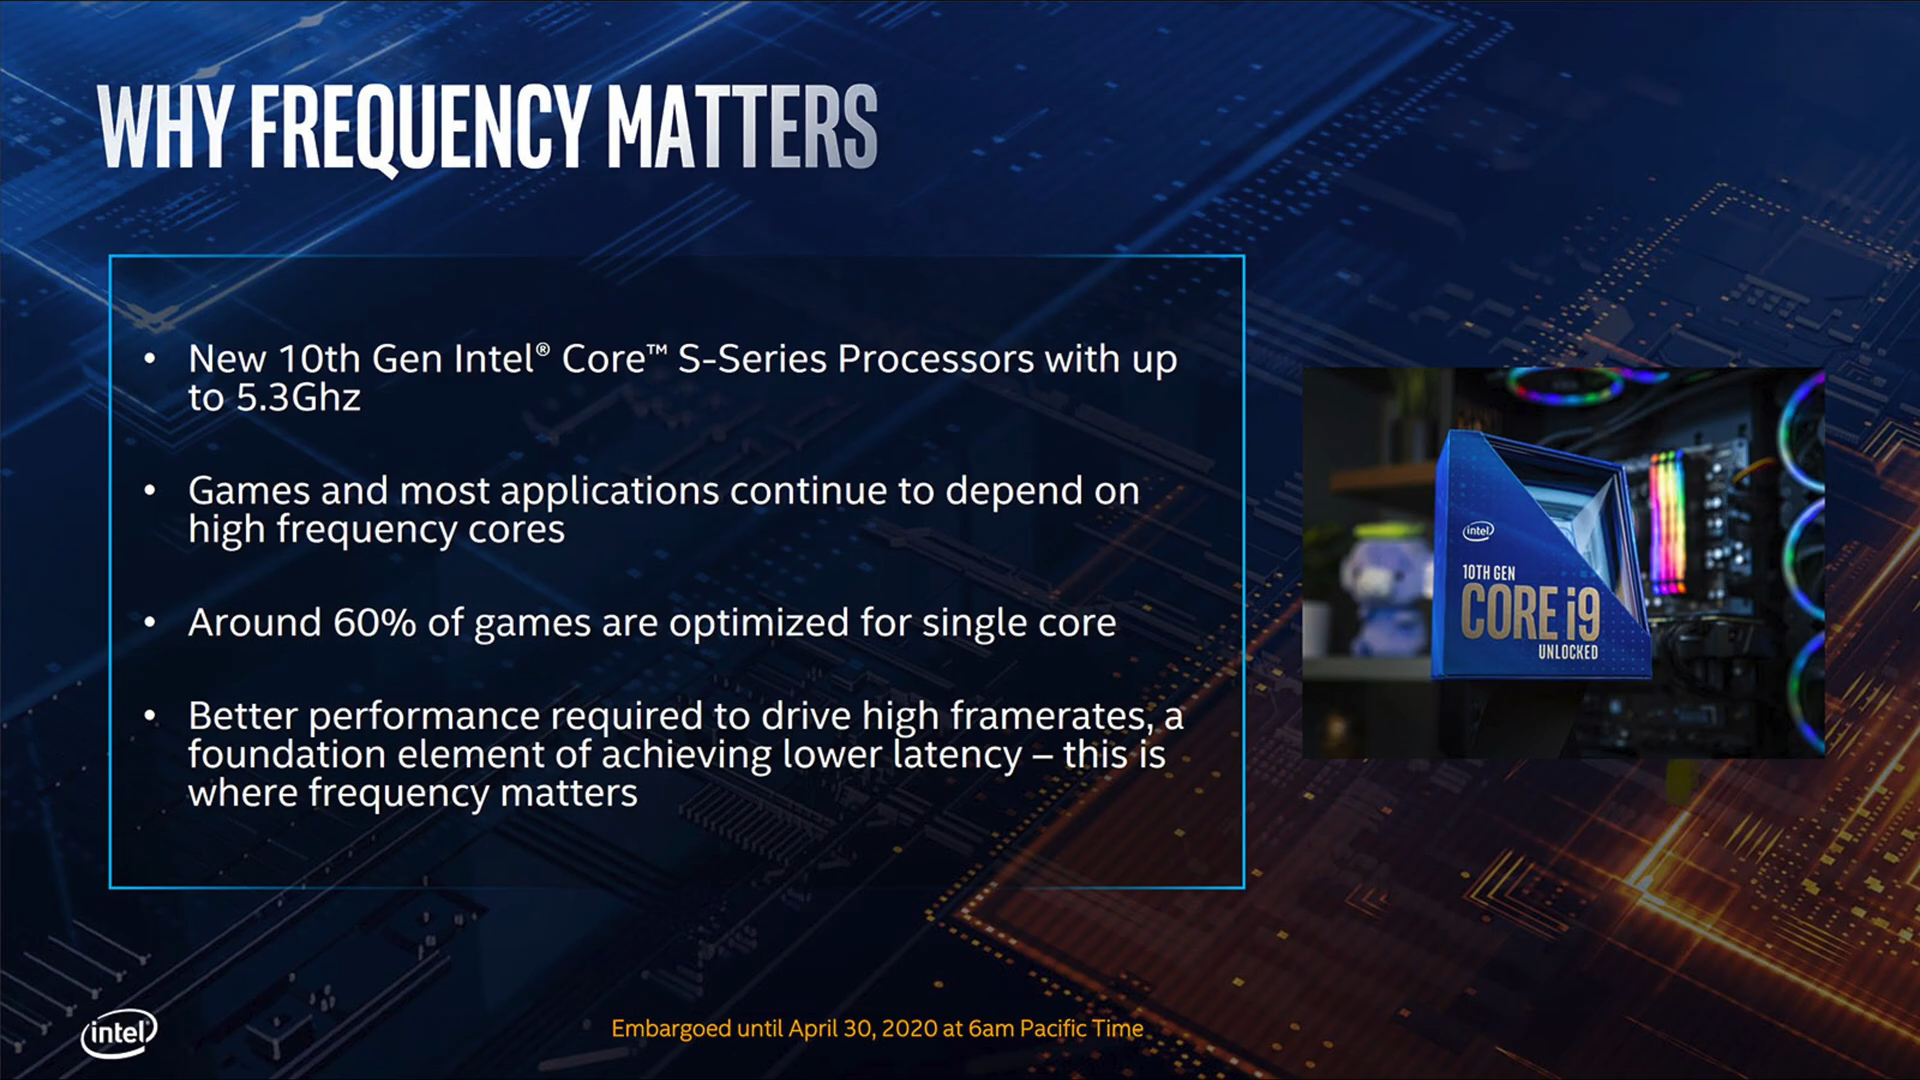 WHY FREQUENCY MATTERS
• New 10th Gen Intel® Core™ S-Series Processors with up
to 5.3Ghz
• Games and most applications continue to depend on
high frequency cores
• Around 60% of games are optimized for single core
• Better performance required to drive high framerates, a
foundation element of achieving lower latency – this is
where frequency matters
intel
10TH GEN
CORE i9
UNLOCKED
intel
Embargoed until April 30, 2020 at 6am Pacific Time